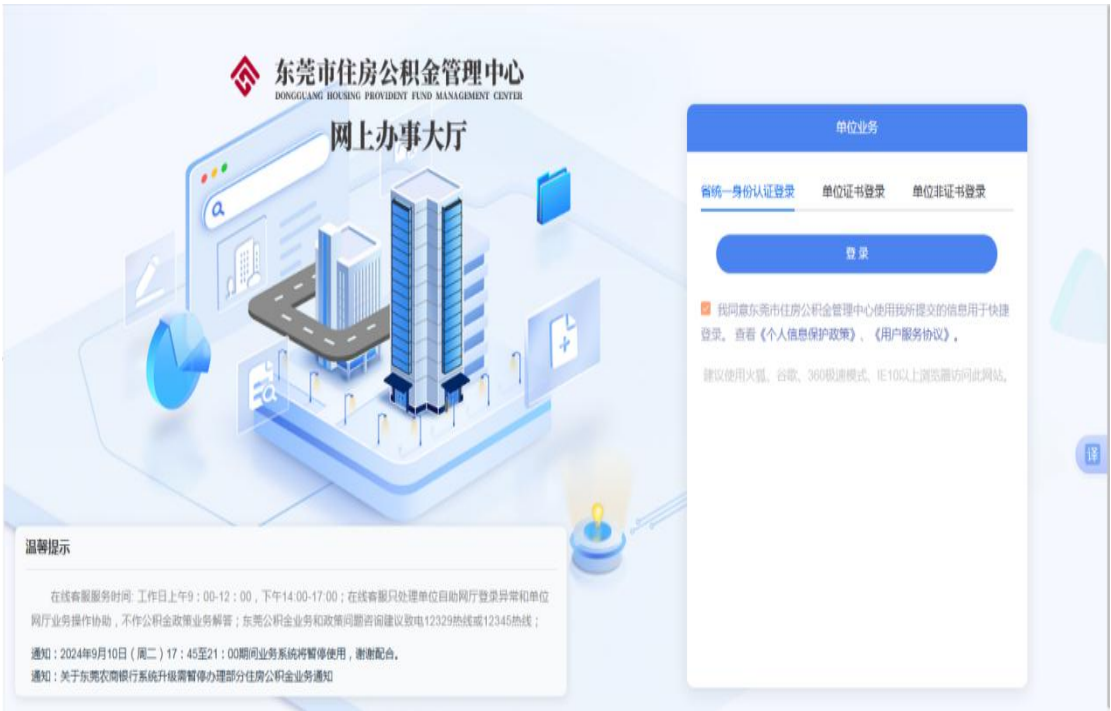 东莞市住房公积金管理中心
DONGGUANG HOUSING PROVIDENT FUND MANAGEMENT CENTER
网上办事大厅
单位业务
省统一身份认证登录 单位证书登录 单位非证书登录
登录
我同意东莞市住房公积金管理中心使用我所提交的信息用于快捷
登录。 查看《个人信息保护政策》、《用户服务协议》。
建议使用火狐、谷歌、360极速模式、IE10以上浏览器访问此网站。
译
温馨提示
在线客服服务时间: 工作日上午9：00-12：00，下午14:00-17:00；在线客服只处理单位自助网厅登录异常和单位
网厅业务操作协助，不作公积金政策业务解答；东莞公积金业务和政策问题咨询建议致电12329热线或12345热线；
通知：2024年9月10日（周二）17：45至21：00期间业务系统将暂停使用，谢谢配合。
通知：关于东莞农商银行系统升级需暂停办理部分住房公积金业务通知